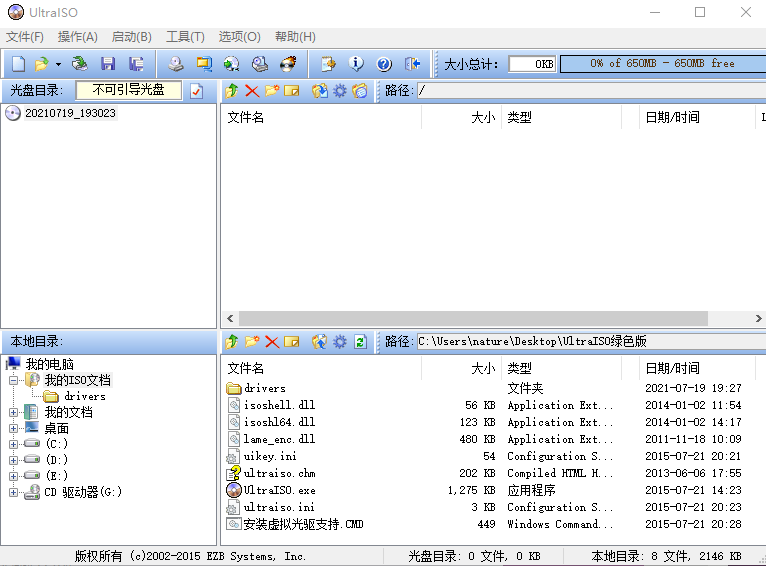 UltraISO
文件(F) 操作(A) 启动(B) 工具(T) 选项(O) 帮助(H)
大小总计: 0KB 0% of 650MB - 650MB free
光盘目录: 不可引导光盘 路径: /
20210719_193023
文件名 大小 类型 日期/时间
本地目录: 路径: C:\Users\nature\Desktop\UltraISO绿色版
我的电脑
我的ISO文档
drivers
我的文档
桌面
(C:)
(D:)
(E:)
CD 驱动器(G:)
文件名 大小 类型 日期/时间
drivers 文件夹 2021-07-19 19:27
isoshell.dll 56 KB Application Ext... 2014-01-02 11:54
isoshl64.dll 123 KB Application Ext... 2014-01-02 14:17
lame_enc.dll 480 KB Application Ext... 2011-11-18 10:09
uikey.ini 54 Configuration S... 2015-07-21 20:21
ultraiso.chm 202 KB Compiled HTML H... 2013-06-06 17:55
UltraISO.exe 1,275 KB 应用程序 2015-07-21 14:23
ultraiso.ini 3 KB Configuration S... 2015-07-21 20:23
安装虚拟光驱支持.CMD 449 Windows Command... 2015-07-21 20:28
版权所有 (c)2002-2015 EZB Systems, Inc. 光盘目录: 0 文件, 0 KB 本地目录: 8 文件, 2146 KB